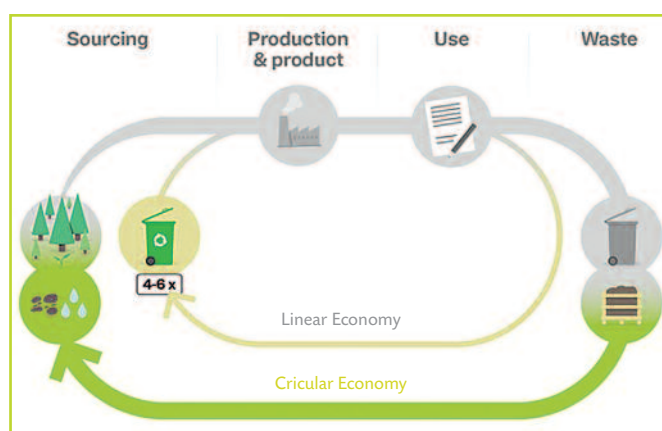 Sourcing
Production
& product
Use
Waste
4-6 x
Linear Economy
Cricular Economy